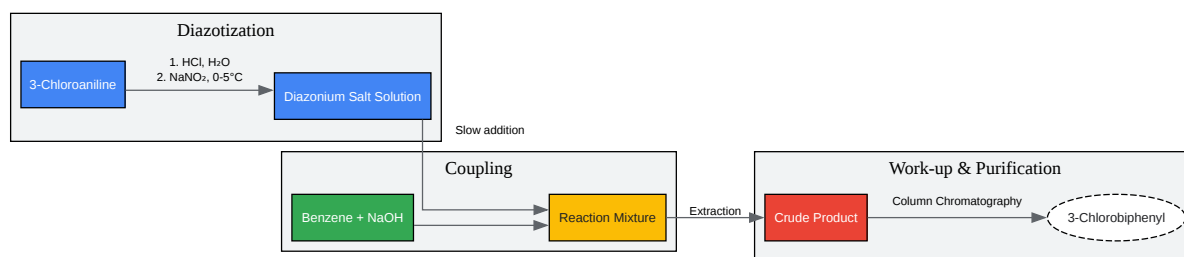 Diazotization
3-Chloroaniline
1. HCl, H₂O
2. NaNO₂, 0-5°C
Diazonium Salt Solution
Slow addition
Coupling
Benzene + NaOH
Reaction Mixture
Extraction
Work-up & Purification
Crude Product
Column Chromatography
3-Chlorobiphenyl